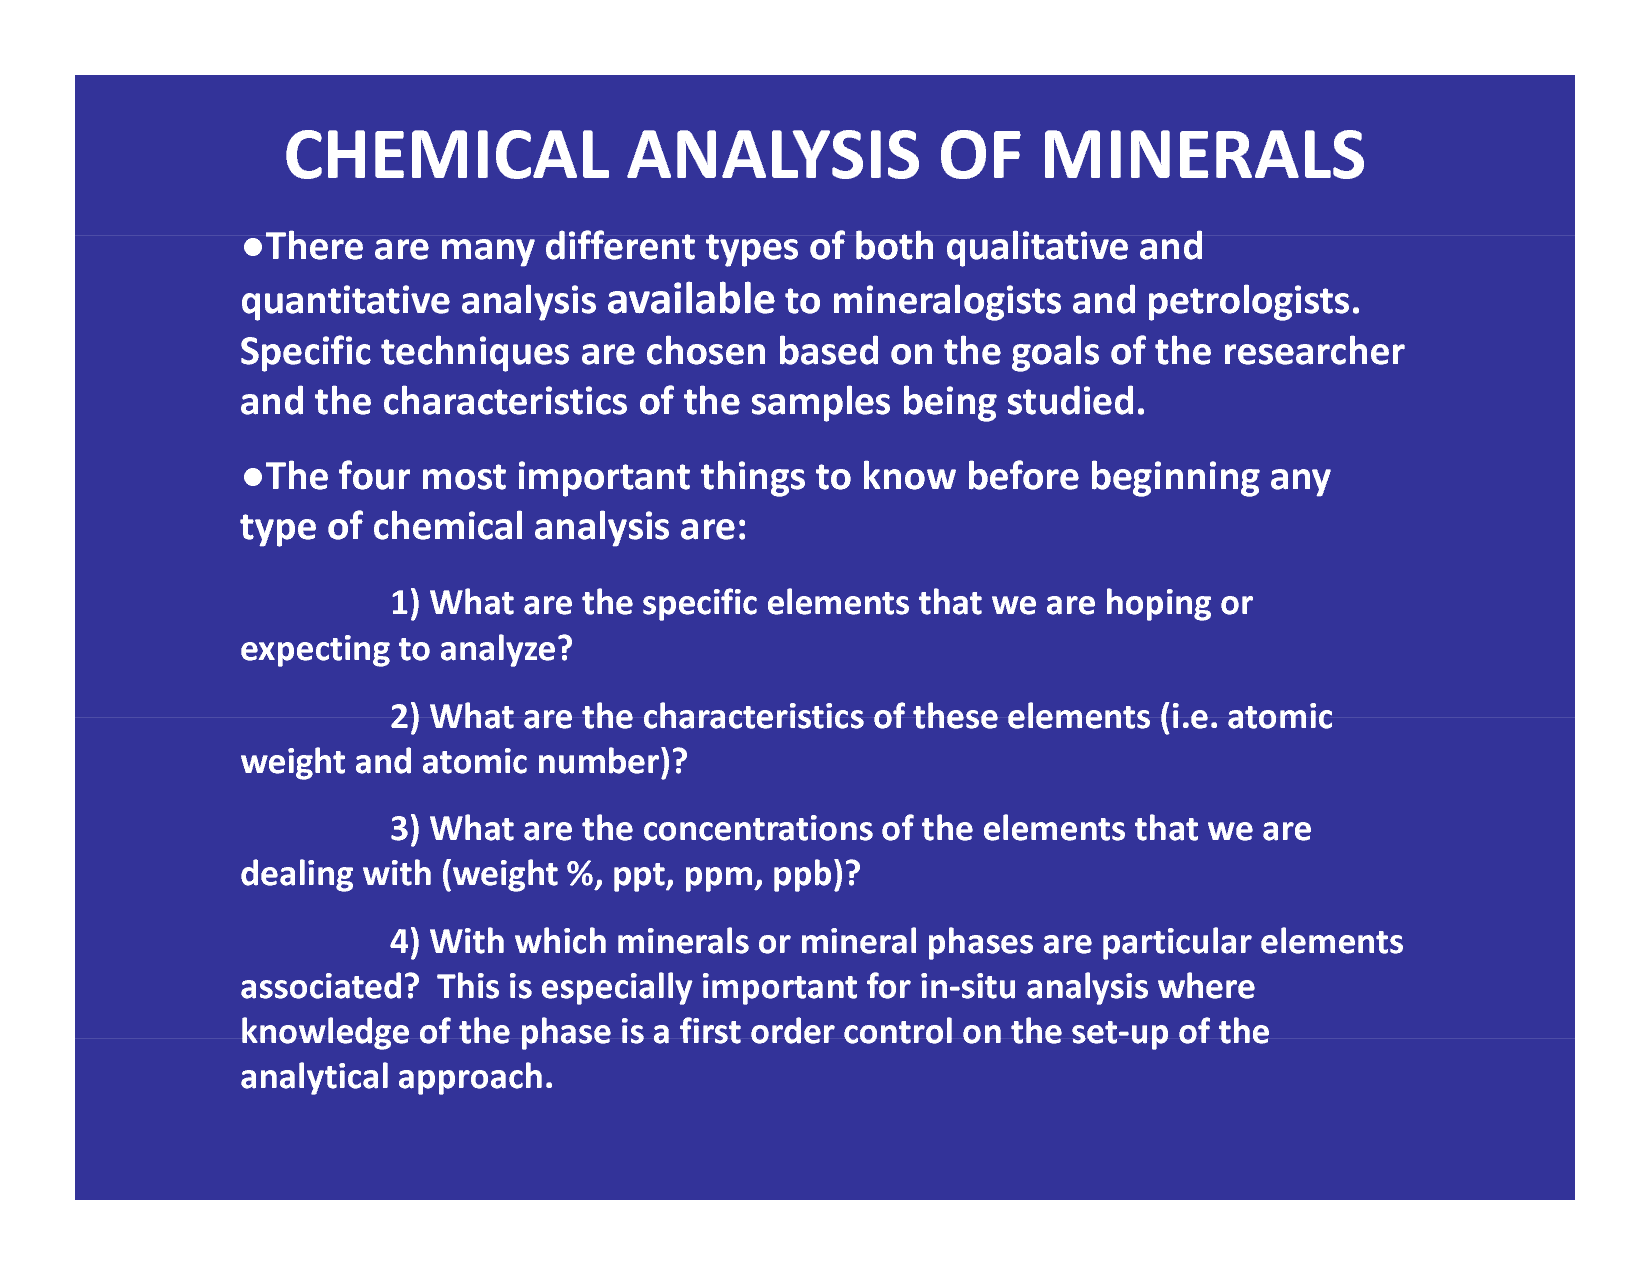 CHEMICAL ANALYSIS OF MINERALS
●There are many different types of both qualitative and
quantitative analysis available to mineralogists and petrologists.
Specific techniques are chosen based on the goals of the researcher
and the characteristics of the samples being studied.
●The four most important things to know before beginning any
type of chemical analysis are:
1) What are the specific elements that we are hoping or
expecting to analyze?
2) What are the characteristics of these elements (i.e. atomic
weight and atomic number)?
3) What are the concentrations of the elements that we are
dealing with (weight %, ppt, ppm, ppb)?
4) With which minerals or mineral phases are particular elements
associated?  This is especially important for in-situ analysis where
knowledge of the phase is a first order control on the set-up of the
analytical approach.